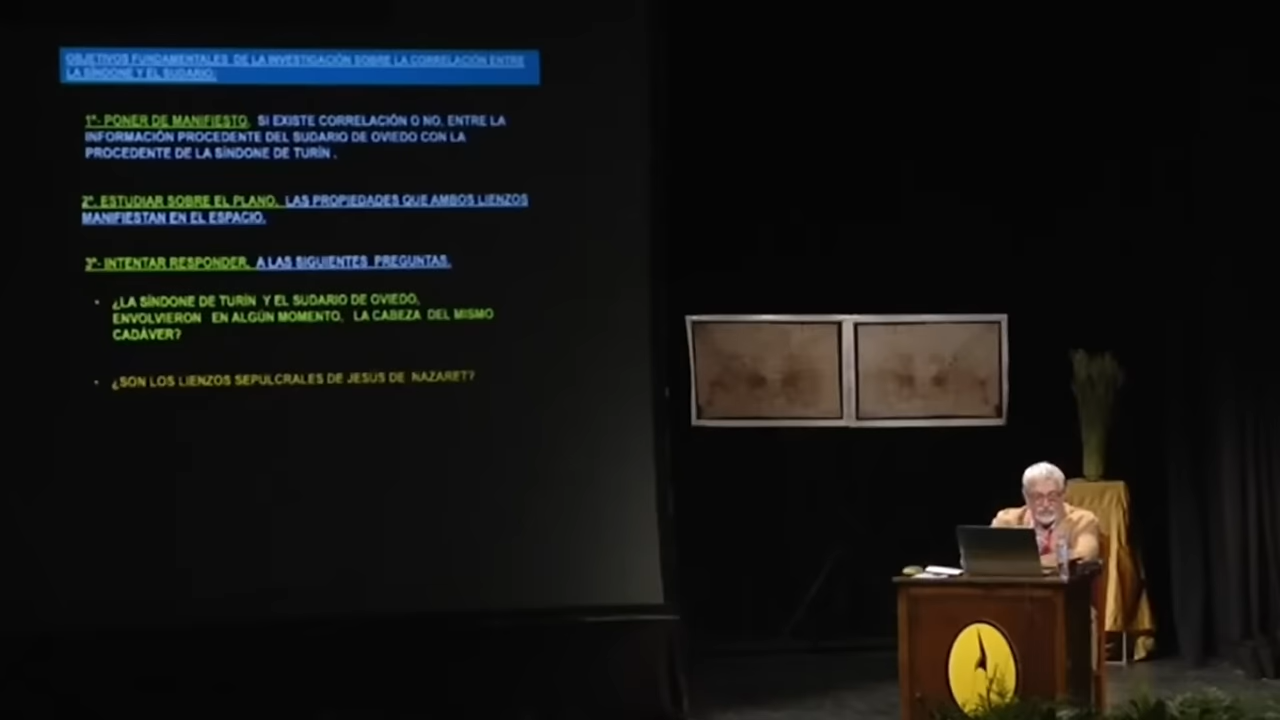 OBJETIVOS FUNDAMENTALES DE LA INVESTIGACIÓN SOBRE LA CORRELACIÓN ENTRE
LA SÍNDONE Y EL SUDARIO.
1º- PONER DE MANIFIESTO, SI EXISTE CORRELACIÓN O NO, ENTRE LA
INFORMACIÓN PROCEDENTE DEL SUDARIO DE OVIEDO CON LA
PROCEDENTE DE LA SÍNDONE DE TURÍN .
2º. ESTUDIAR SOBRE EL PLANO, LAS PROPIEDADES QUE AMBOS LIENZOS
MANIFIESTAN EN EL ESPACIO.
3º- INTENTAR RESPONDER, A LAS SIGUIENTES PREGUNTAS.
• ¿LA SÍNDONE DE TURÍN Y EL SUDARIO DE OVIEDO,
ENVOLVIERON EN ALGÚN MOMENTO, LA CABEZA DEL MISMO
CADÁVER?
• ¿SON LOS LIENZOS SEPULCRALES DE JESÚS DE NAZARET?